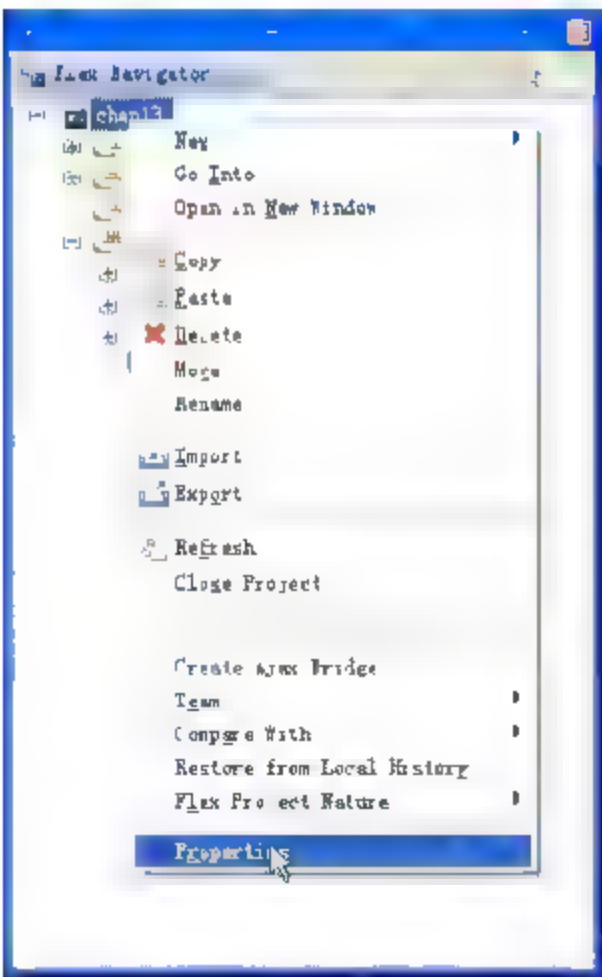 Flex Navigator
chap13
New
Go Into
Open in New Window
Copy
Paste
Delete
Move
Rename
Import
Export
Refresh
Close Project
Create Ajax Bridge
Team
Compare With
Restore from Local History
Flex Project Nature
Properties